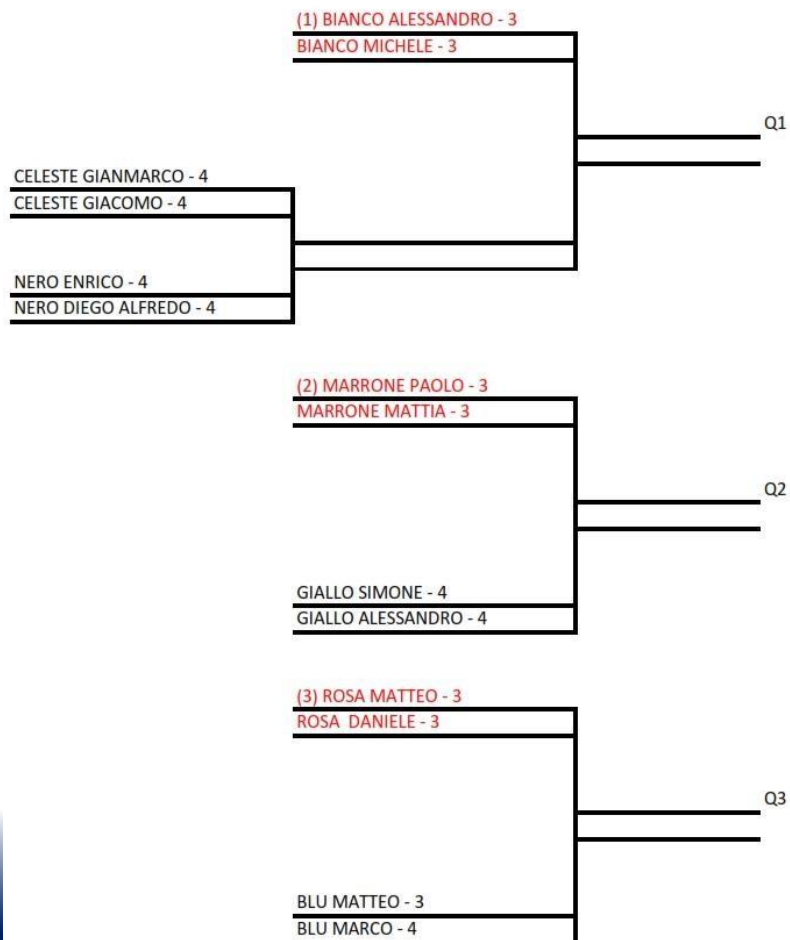 (1) BIANCO ALESSANDRO - 3
BIANCO MICHELE - 3
Q1
CELESTE GIANMARCO - 4
CELESTE GIACOMO - 4
NERO ENRICO - 4
NERO DIEGO ALFREDO - 4
(2) MARRONE PAOLO - 3
MARRONE MATTIA - 3
Q2
GIALLO SIMONE - 4
GIALLO ALESSANDRO - 4
(3) ROSA MATTEO - 3
ROSA  DANIELE - 3
Q3
BLU MATTEO - 3
BLU MARCO - 4